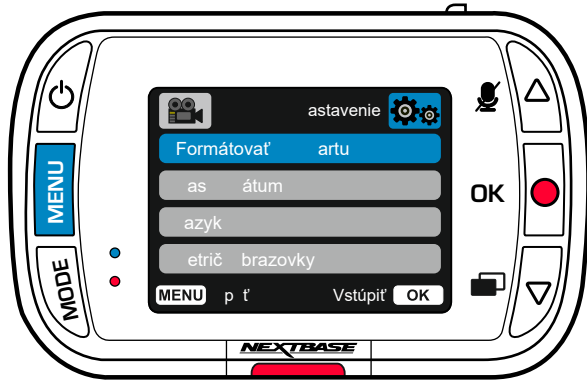 astavenie
Formátovať artu
as átum
azyk
etrič brazovky
MENU p ť Vstúpiť OK
MENU
MODE
OK
NEXTBASE